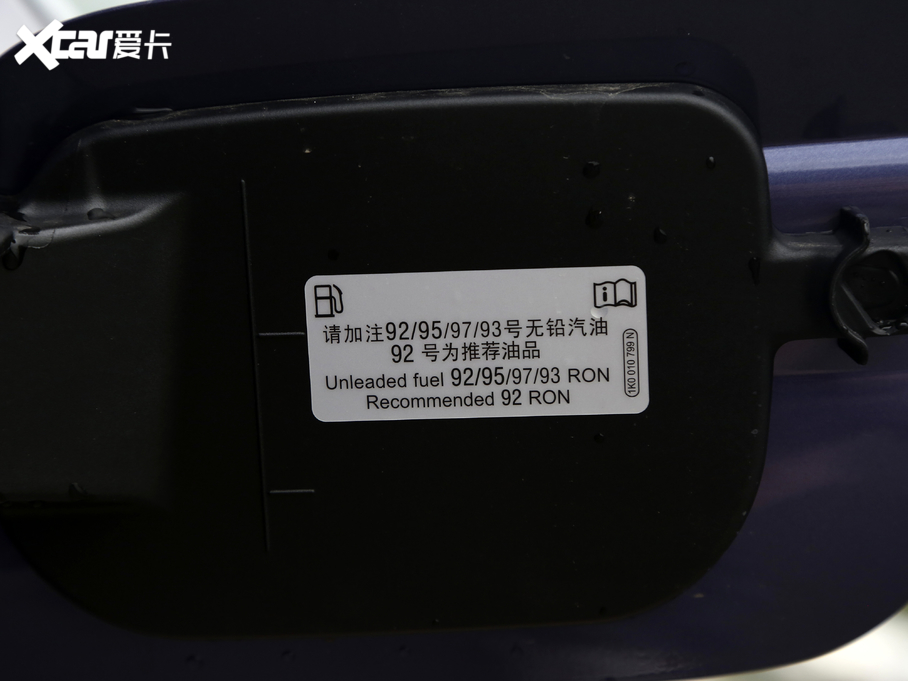 Xcar爱卡
请加注92/95/97/93号无铅汽油
92 号为推荐油品
Unleaded fuel 92/95/97/93 RON
Recommended 92 RON
1K0 010 799 N